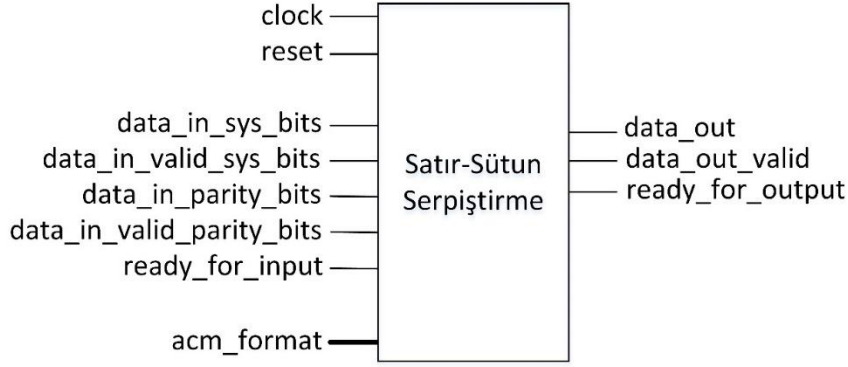 clock
reset
data_in_sys_bits
data_in_valid_sys_bits
data_in_parity_bits
data_in_valid_parity_bits
ready_for_input
acm_format
Satır-Sütun
Serpiştirme
data_out
data_out_valid
ready_for_output